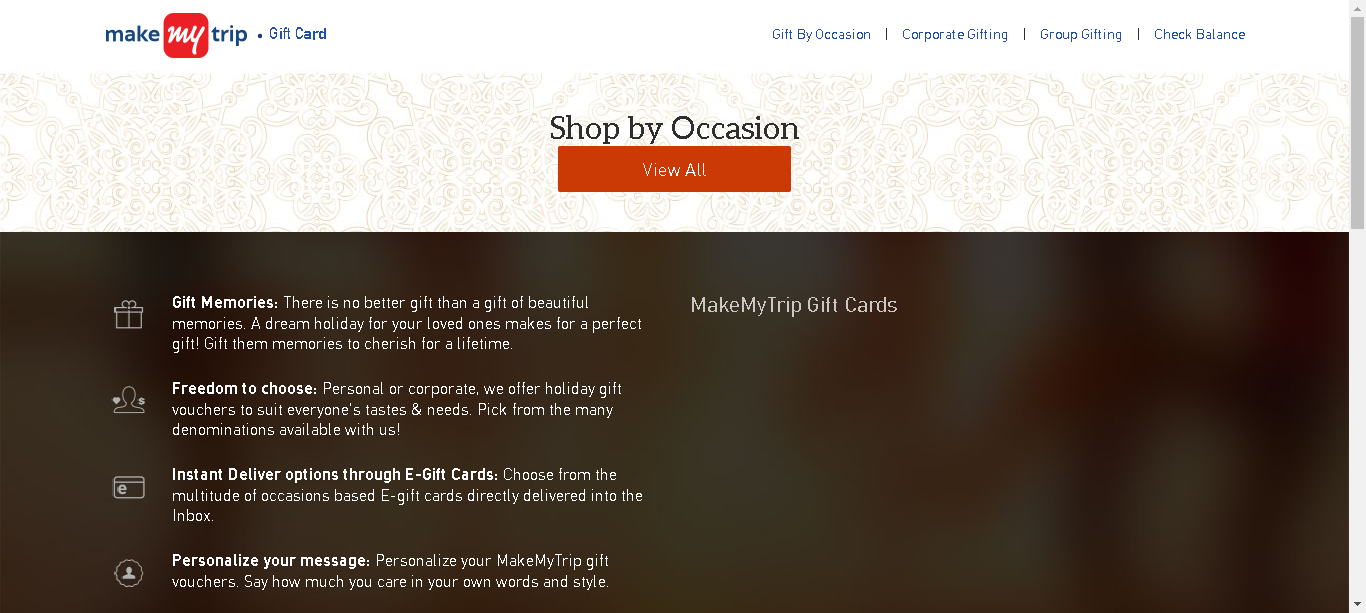 make my trip • Gift Card
Gift By Occasion | Corporate Gifting | Group Gifting | Check Balance
Shop by Occasion
View All
Gift Memories: There is no better gift than a gift of beautiful
memories. A dream holiday for your loved ones makes for a perfect
gift! Gift them memories to cherish for a lifetime.
Freedom to choose: Personal or corporate, we offer holiday gift
vouchers to suit everyone's tastes & needs. Pick from the many
denominations available with us!
Instant Deliver options through E-Gift Cards: Choose from the
multitude of occasions based E-gift cards directly delivered into the
Inbox.
Personalize your message: Personalize your MakeMyTrip gift
vouchers. Say how much you care in your own words and style.
MakeMyTrip Gift Cards